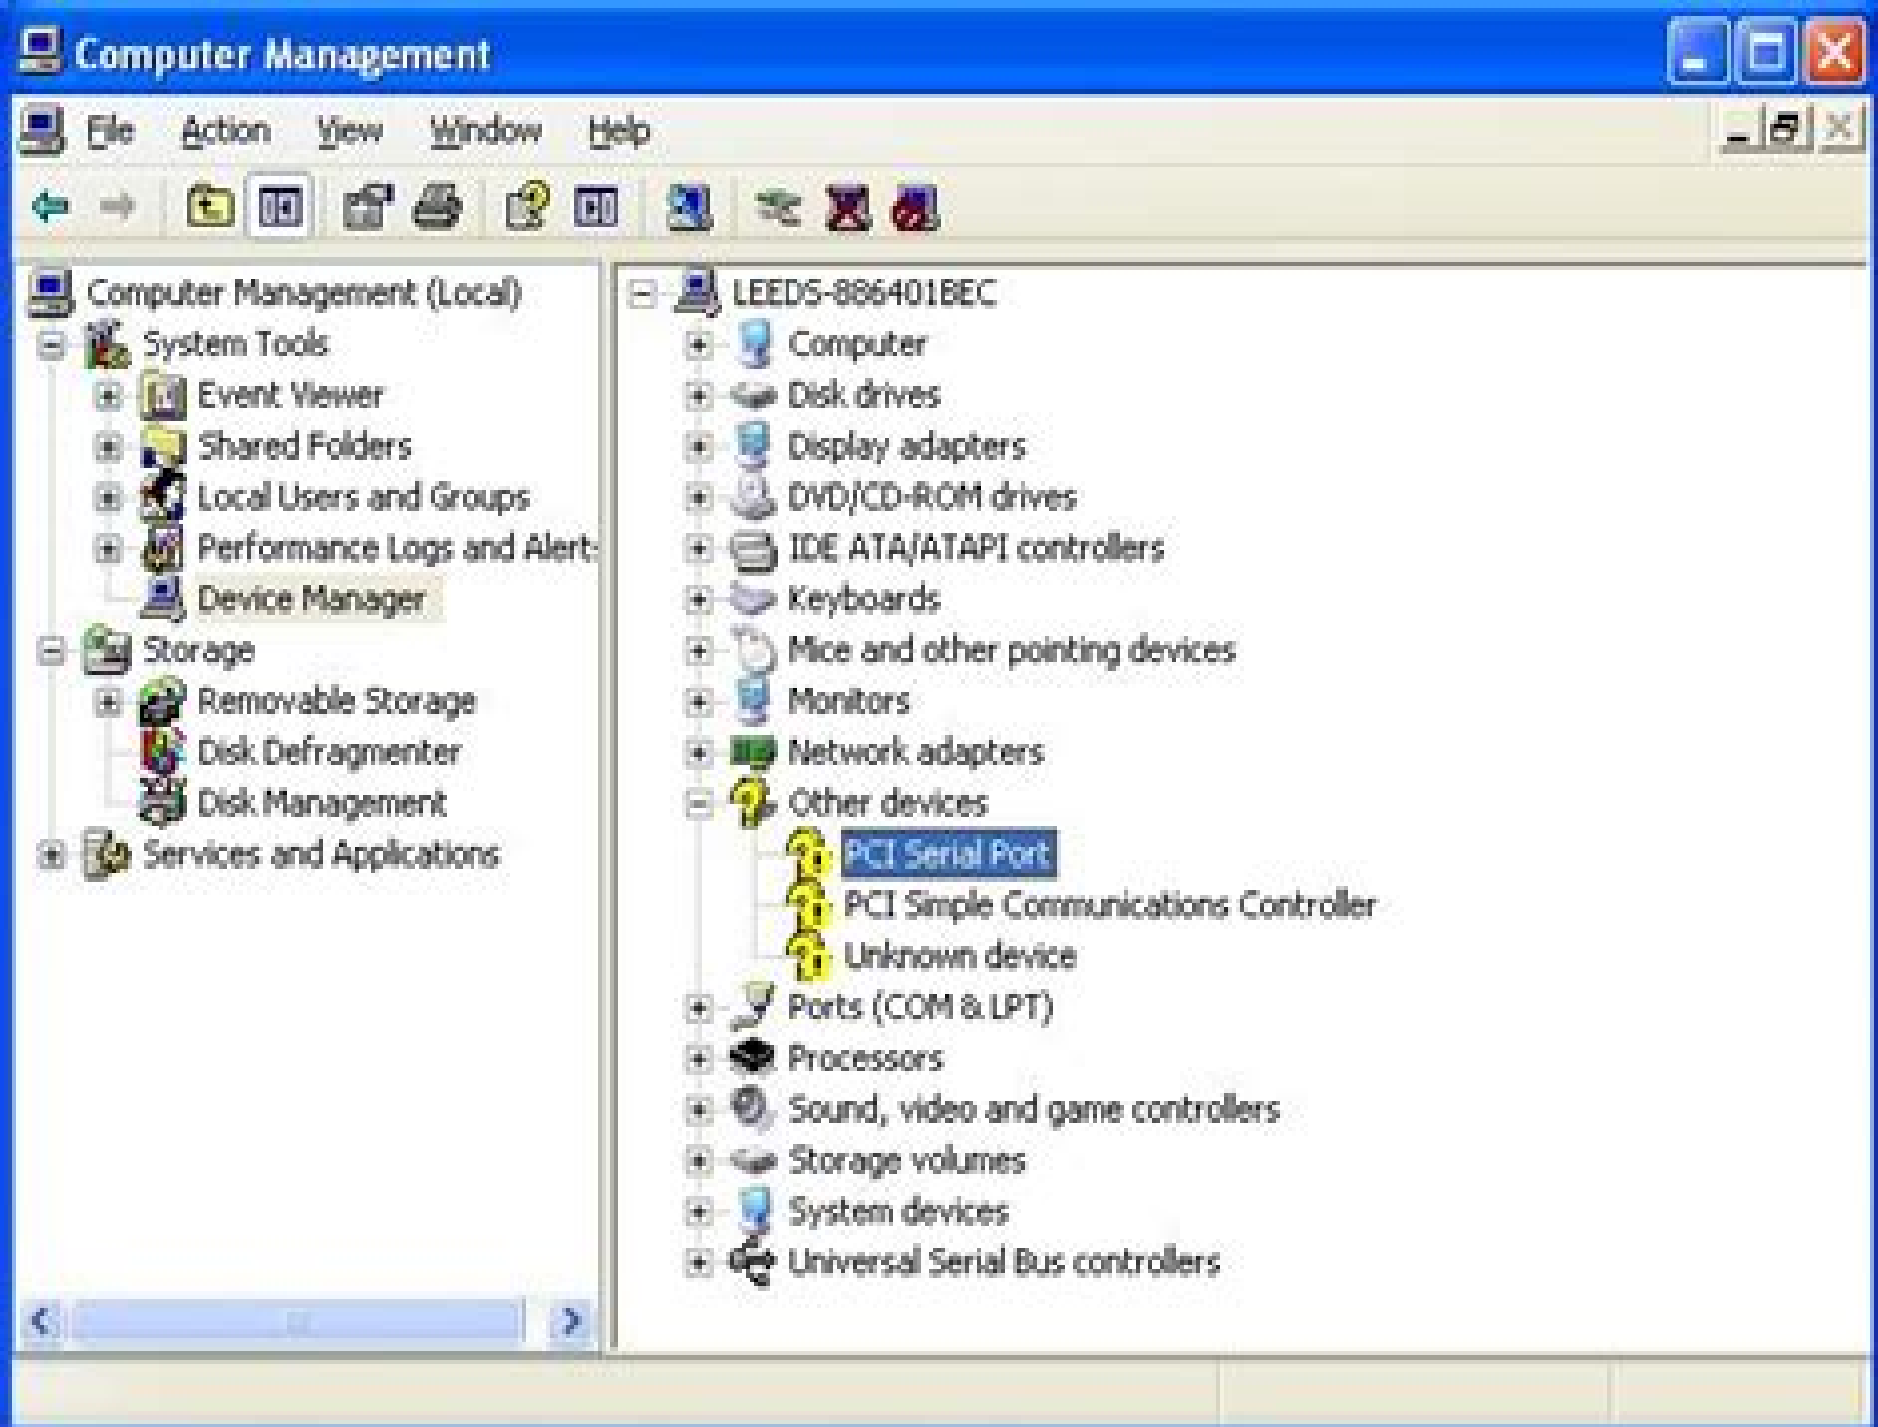 Computer Management
File Action View Window Help
Computer Management (Local)
System Tools
Event Viewer
Shared Folders
Local Users and Groups
Performance Logs and Alert
Device Manager
Storage
Removable Storage
Disk Defragmenter
Disk Management
Services and Applications
LEEDS-886401BEC
Computer
Disk drives
Display adapters
DVD/CD-ROM drives
IDE ATA/ATAPI controllers
Keyboards
Mice and other pointing devices
Monitors
Network adapters
Other devices
PCI Serial Port
PCI Simple Communications Controller
Unknown device
Ports (COM & LPT)
Processors
Sound, video and game controllers
Storage volumes
System devices
Universal Serial Bus controllers